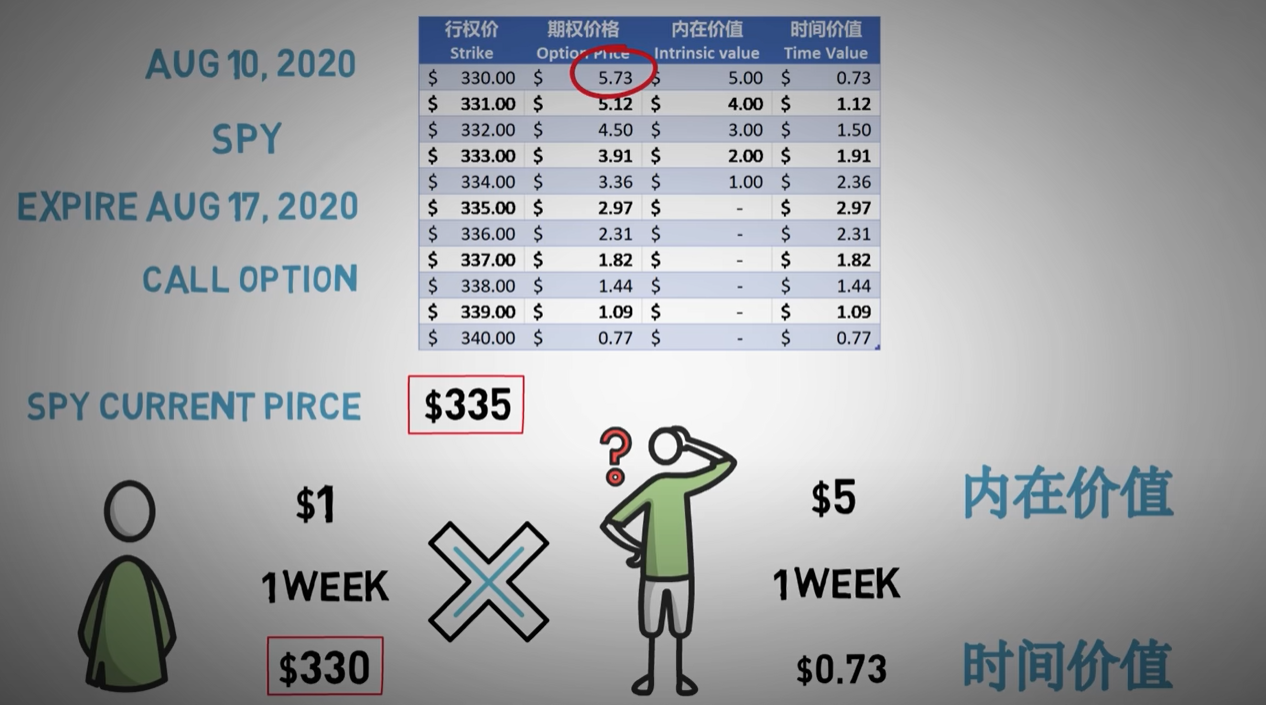 AUG 10, 2020
SPY
EXPIRE AUG 17, 2020
CALL OPTION
行权价 期权价格 内在价值 时间价值
Strike Option Price Intrinsic value Time Value
$ 330.00 $ 5.73 $ 5.00 $ 0.73
$ 331.00 $ 5.12 $ 4.00 $ 1.12
$ 332.00 $ 4.50 $ 3.00 $ 1.50
$ 333.00 $ 3.91 $ 2.00 $ 1.91
$ 334.00 $ 3.36 $ 1.00 $ 2.36
$ 335.00 $ 2.97 $ - $ 2.97
$ 336.00 $ 2.31 $ - $ 2.31
$ 337.00 $ 1.82 $ - $ 1.82
$ 338.00 $ 1.44 $ - $ 1.44
$ 339.00 $ 1.09 $ - $ 1.09
$ 340.00 $ 0.77 $ - $ 0.77
SPY CURRENT PIRCE $335
?
$1
1 WEEK
$330
$5 内在价值
1 WEEK
$0.73 时间价值